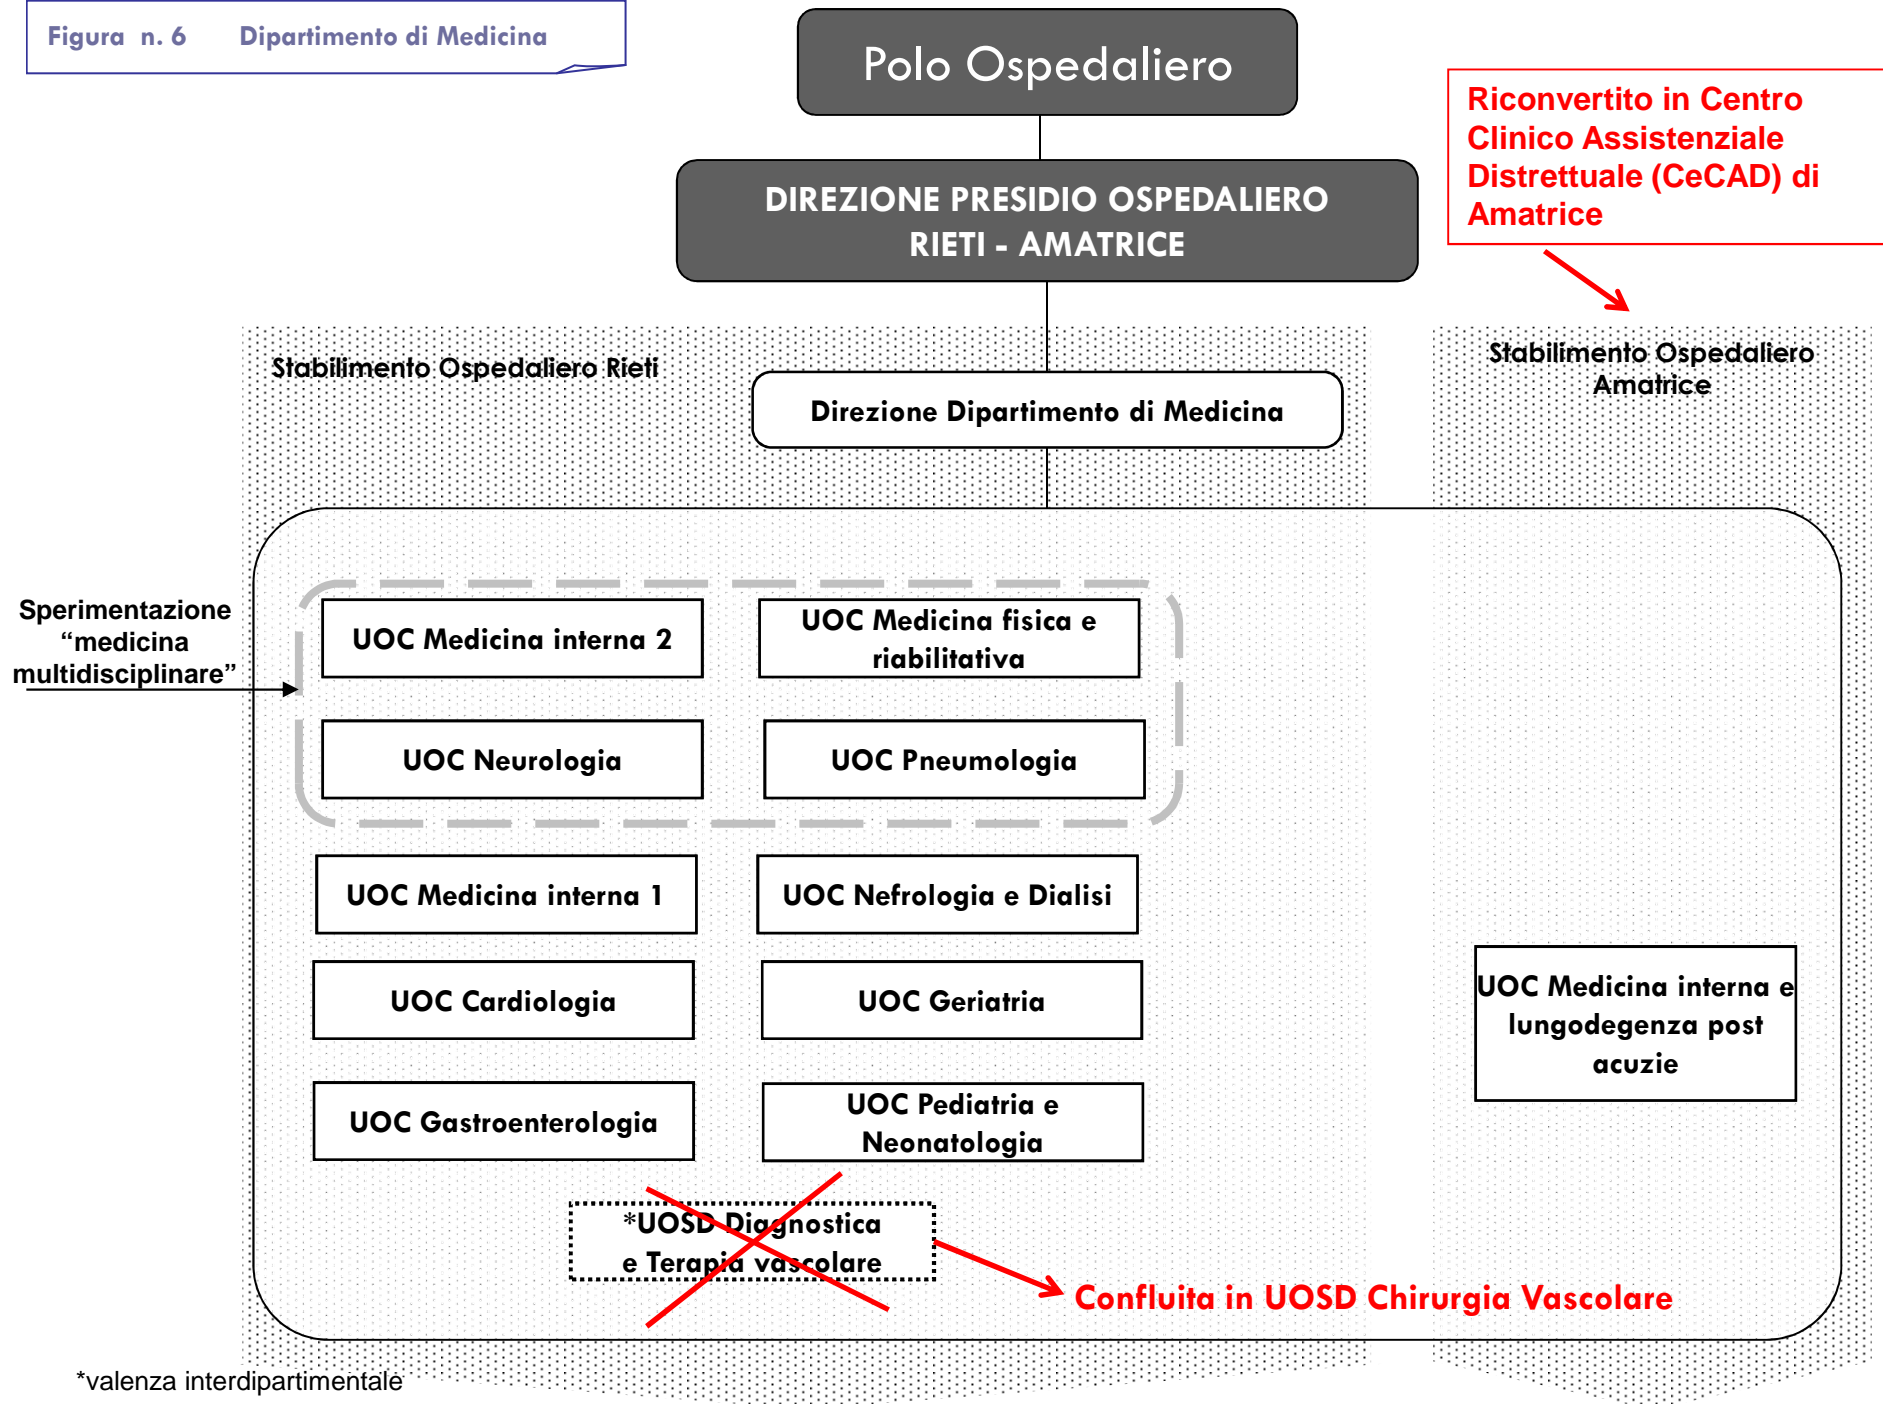 Figura n. 6 Dipartimento di Medicina
Polo Ospedaliero
Riconvertito in Centro
Clinico Assistenziale
Distrettuale (CeCAD) di
Amatrice
DIREZIONE PRESIDIO OSPEDALIERO
RIETI - AMATRICE
Stabilimento Ospedaliero Rieti
Stabilimento Ospedaliero
Amatrice
Direzione Dipartimento di Medicina
Sperimentazione
“medicina
multidisciplinare”
UOC Medicina interna 2
UOC Medicina fisica e
riabilitativa
UOC Neurologia
UOC Pneumologia
UOC Medicina interna 1
UOC Nefrologia e Dialisi
UOC Cardiologia
UOC Geriatria
UOC Medicina interna e
lungodegenza post
acuzie
UOC Gastroenterologia
UOC Pediatria e
Neonatologia
*UOSD Diagnostica
e Terapia vascolare
Confluita in UOSD Chirurgia Vascolare
*valenza interdipartimentale